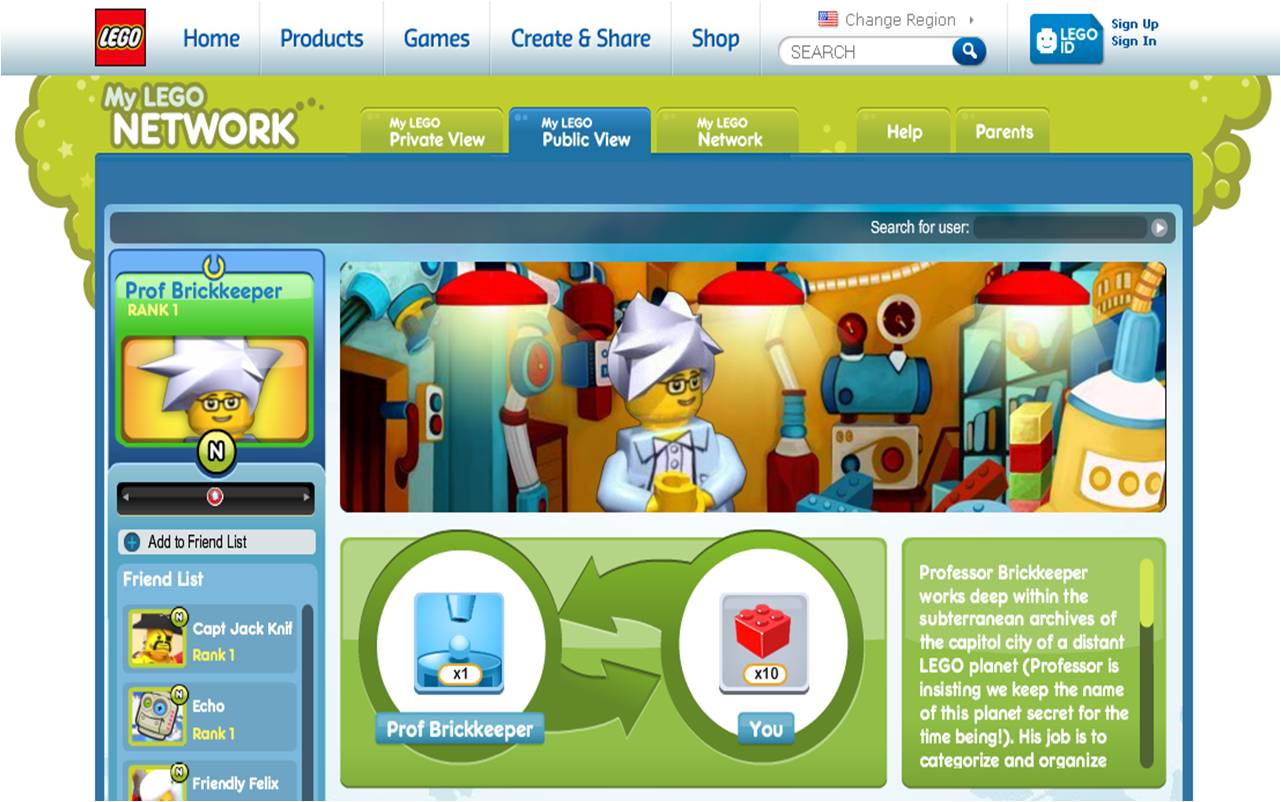 LEGO
Home
Products
Games
Create & Share
Shop
Change Region
SEARCH
LEGO
ID
Sign Up
Sign In
My LEGO
NETWORK
My LEGO
Private View
My LEGO
Public View
My LEGO
Network
Help
Parents
Search for user:
Prof Brickkeeper
RANK 1
N
Add to Friend List
Friend List
N
Capt Jack Knif
Rank 1
N
Echo
Rank 1
N
Friendly Felix
x1
Prof Brickkeeper
x10
You
Professor Brickkeeper
works deep within the
subterranean archives of
the capitol city of a distant
LEGO planet (Professor is
insisting we keep the name
of this planet secret for the
time being!). His job is to
categorize and organize